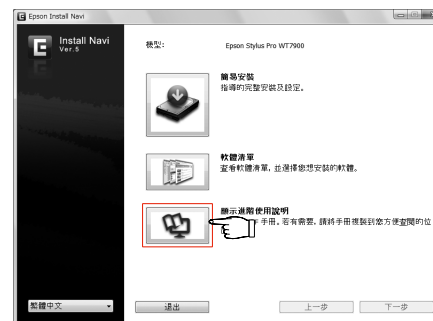 Epson Install Navi
Install Navi
Ver.5
機型:
Epson Stylus Pro WT7900
簡易安裝
指導的完整安裝及設定。
軟體清單
查看軟體清單, 並選擇您想安裝的軟體。
顯示進階使用說明
手冊。若有需要, 請將手冊複製到您方便查閱的位
繁體中文
退出
上一步
下一步